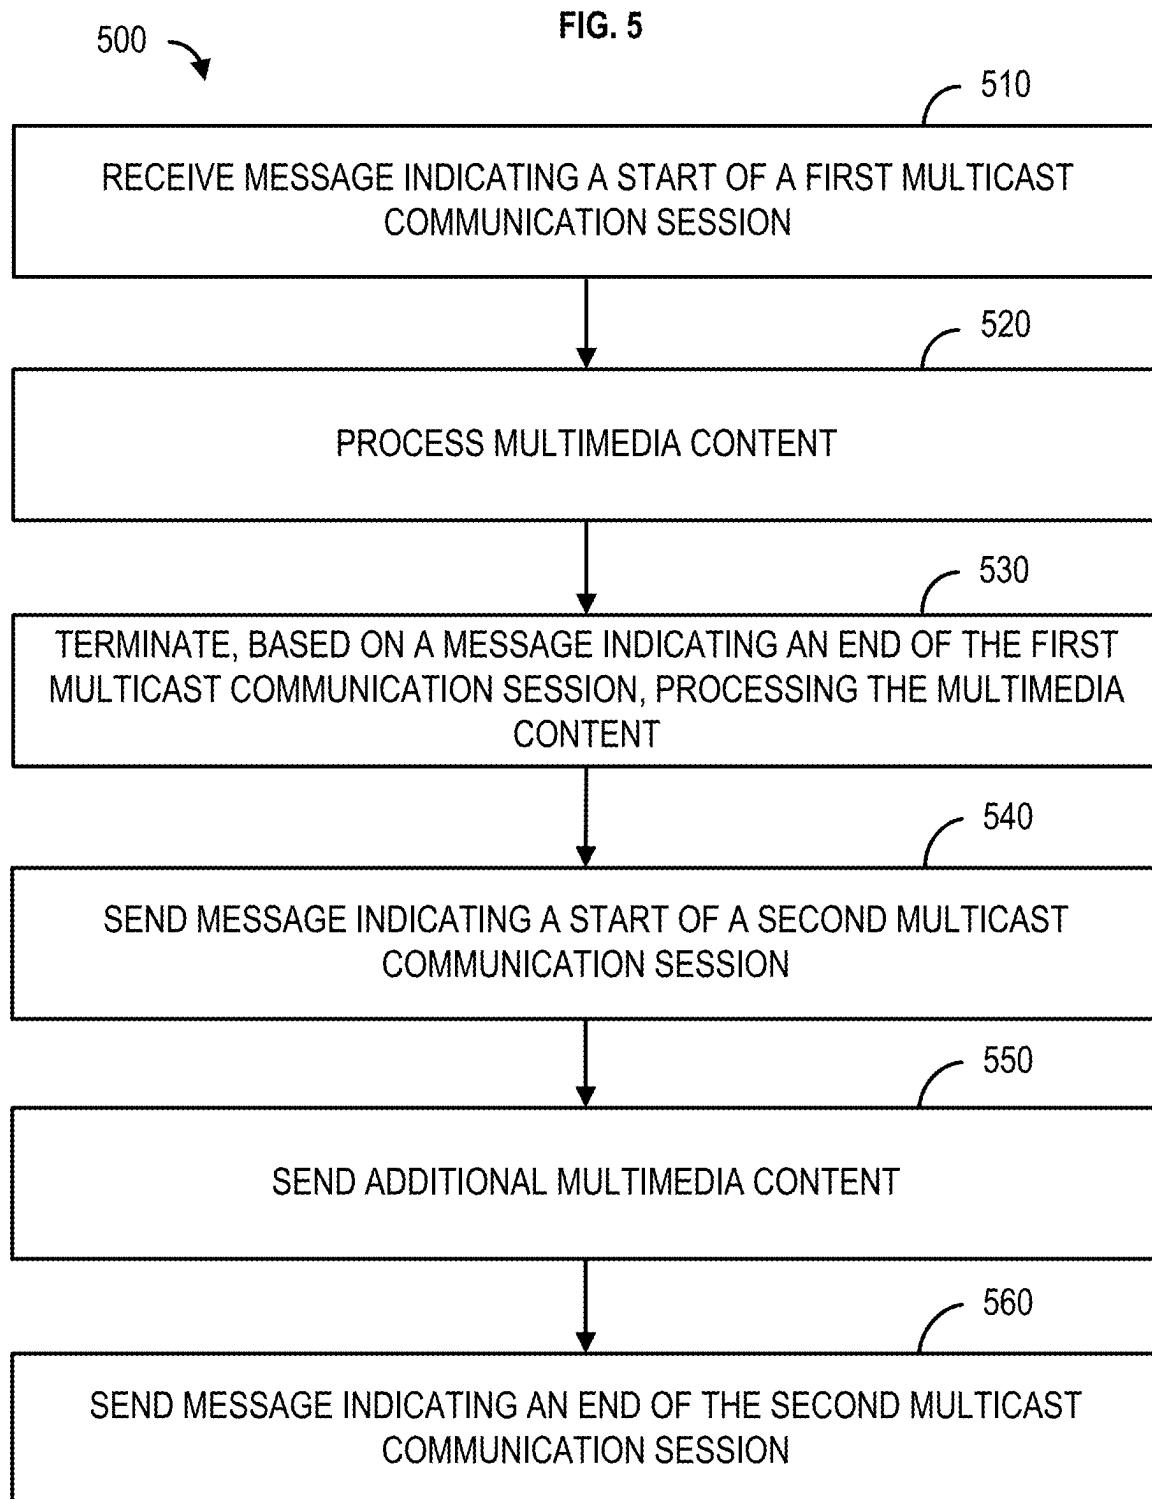 FIG. 5
500
510
RECEIVE MESSAGE INDICATING A START OF A FIRST MULTICAST
COMMUNICATION SESSION
520
PROCESS MULTIMEDIA CONTENT
530
TERMINATE, BASED ON A MESSAGE INDICATING AN END OF THE FIRST
MULTICAST COMMUNICATION SESSION, PROCESSING THE MULTIMEDIA
CONTENT
540
SEND MESSAGE INDICATING A START OF A SECOND MULTICAST
COMMUNICATION SESSION
550
SEND ADDITIONAL MULTIMEDIA CONTENT
560
SEND MESSAGE INDICATING AN END OF THE SECOND MULTICAST
COMMUNICATION SESSION